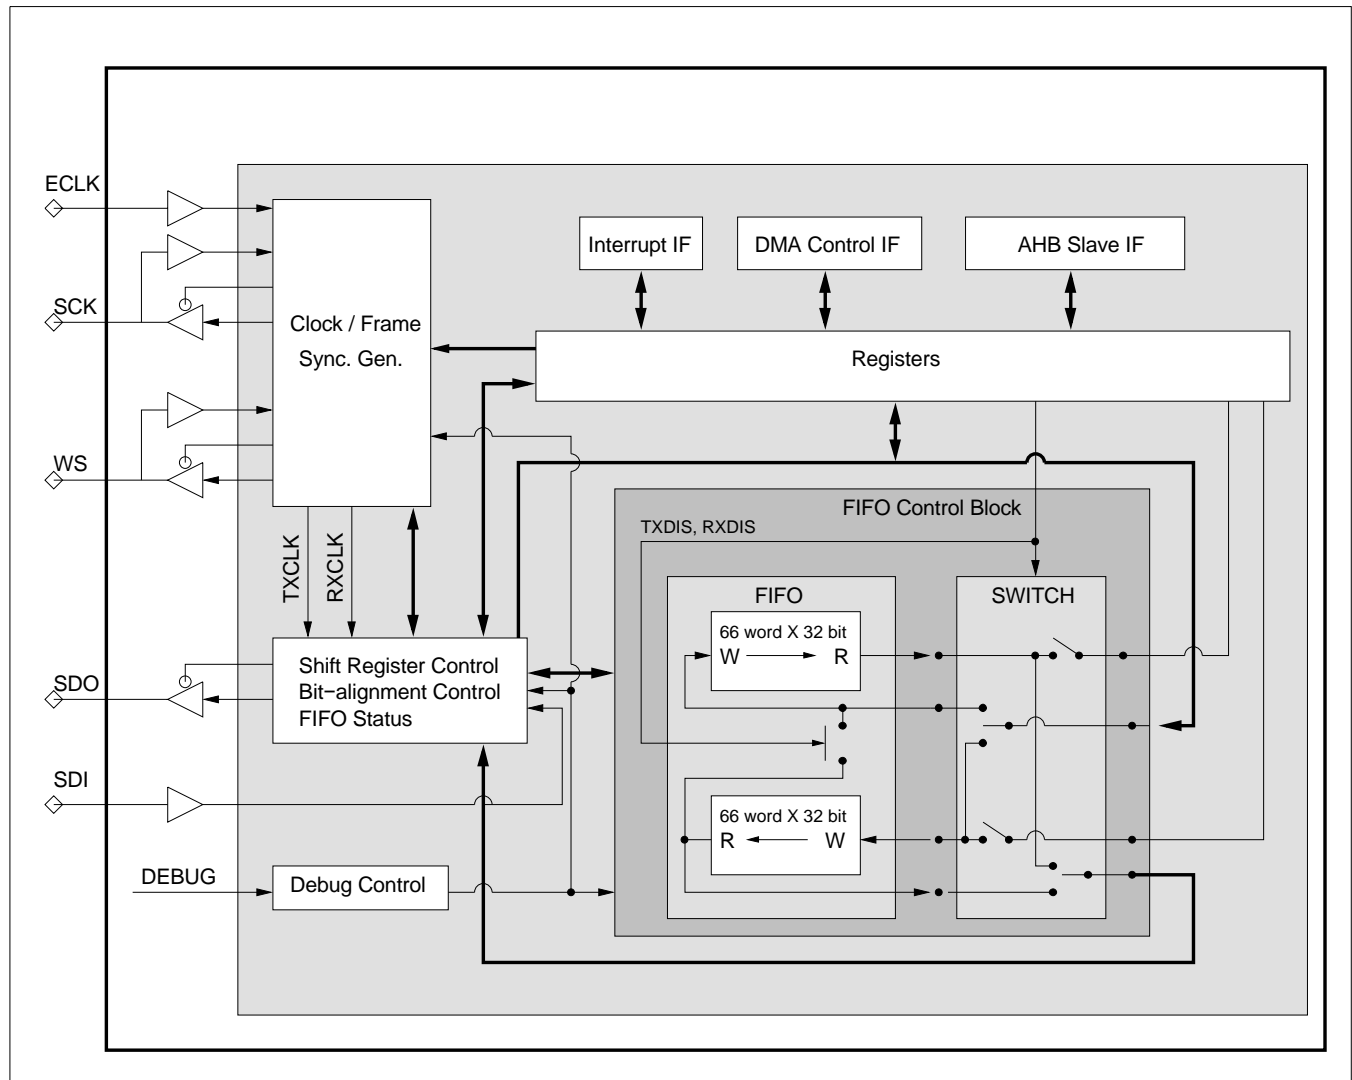 ECLK
SCK
WS
SDO
SDI
DEBUG
Clock / Frame
Sync. Gen.
Interrupt IF
DMA Control IF
AHB Slave IF
Registers
TXCLK
RXCLK
FIFO Control Block
TXDIS, RXDIS
FIFO
SWITCH
66 word X 32 bit
W R
66 word X 32 bit
R W
Shift Register Control
Bit−alignment Control
FIFO Status
Debug Control